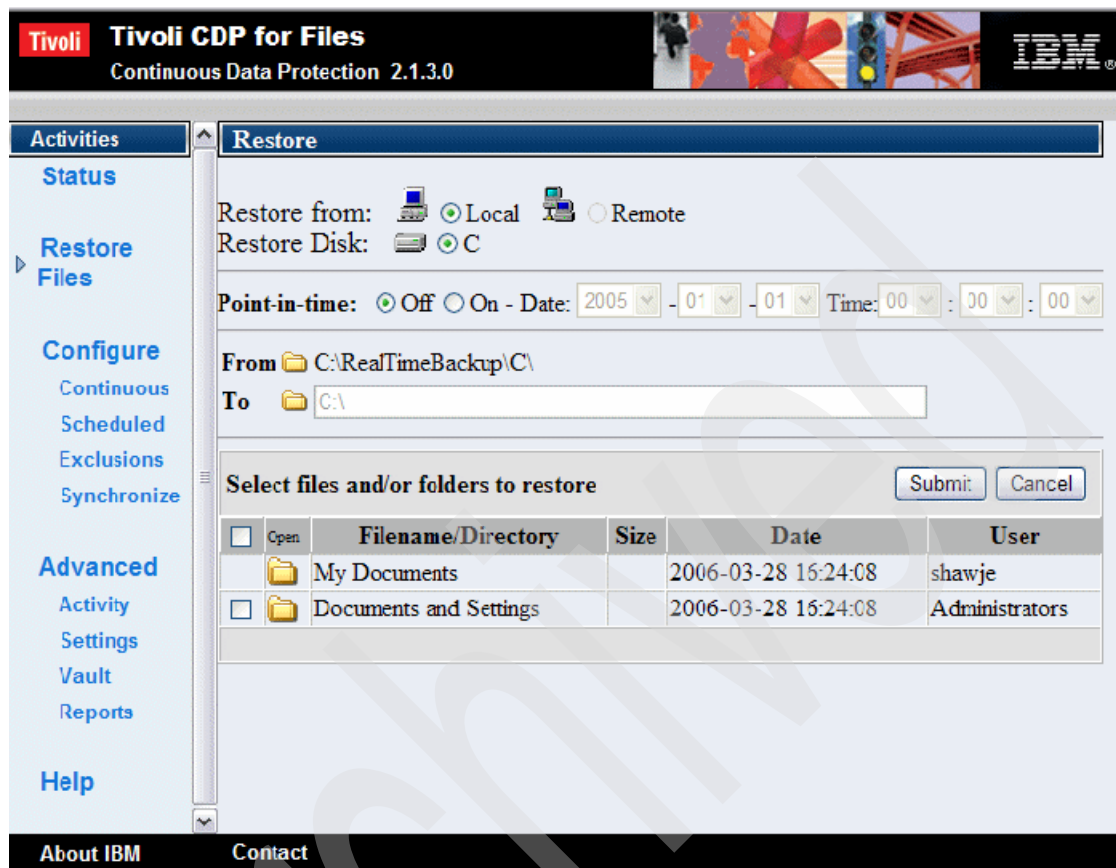 Tivoli Tivoli CDP for Files
Continuous Data Protection 2.1.3.0
IBM®
Activities
Status
Restore Files
Configure
Continuous
Scheduled
Exclusions
Synchronize
Advanced
Activity
Settings
Vault
Reports
Help
Restore
Restore from: Local Remote
Restore Disk: C
Point-in-time: Off On - Date: 2005 - 01 - 01 Time: 00 : 00 : 00
From C:\RealTimeBackup\C\
To C:\
Select files and/or folders to restore Submit Cancel
Open Filename/Directory Size Date User
My Documents 2006-03-28 16:24:08 shawje
Documents and Settings 2006-03-28 16:24:08 Administrators
About IBM Contact